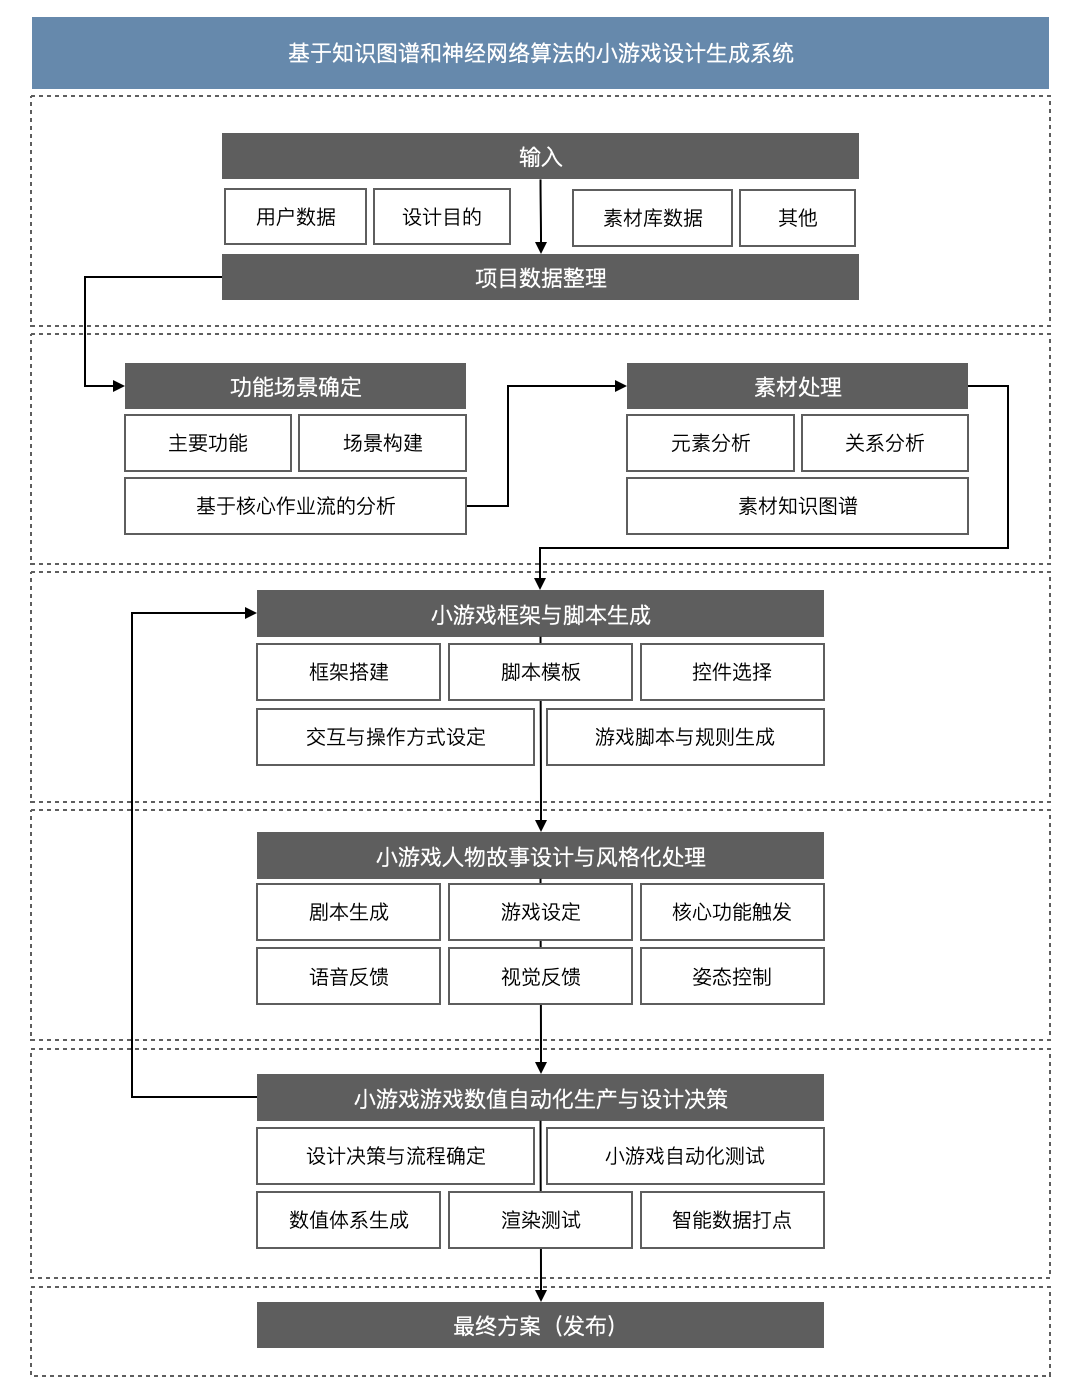 基于知识图谱和神经网络算法的小游戏设计生成系统
输入
用户数据
设计目的
素材库数据
其他
项目数据整理
功能场景确定
素材处理
主要功能
场景构建
元素分析
关系分析
基于核心作业流的分析
素材知识图谱
小游戏框架与脚本生成
框架搭建
脚本模板
控件选择
交互与操作方式设定
游戏脚本与规则生成
小游戏人物故事设计与风格化处理
剧本生成
游戏设定
核心功能触发
语音反馈
视觉反馈
姿态控制
小游戏游戏数值自动化生产与设计决策
设计决策与流程确定
小游戏自动化测试
数值体系生成
渲染测试
智能数据打点
最终方案（发布）